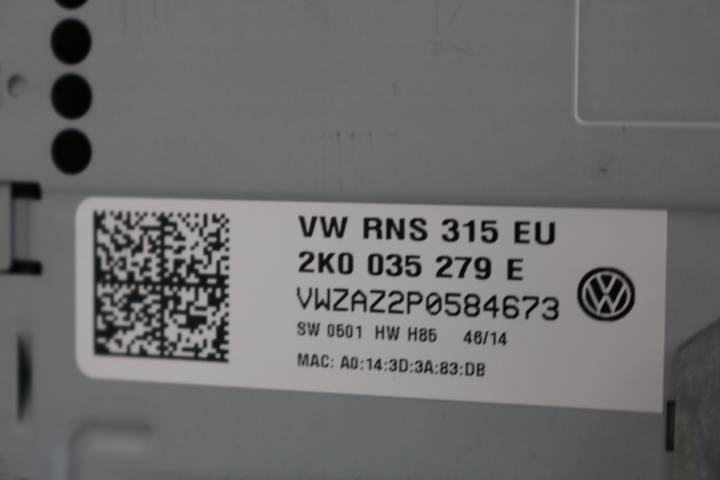 VW RNS 315 EU
2K0 035 279 E
VWZAZ2P0584673
SW 0501 HW H85 46/14
MAC: A0:14:3D:3A:83:DB